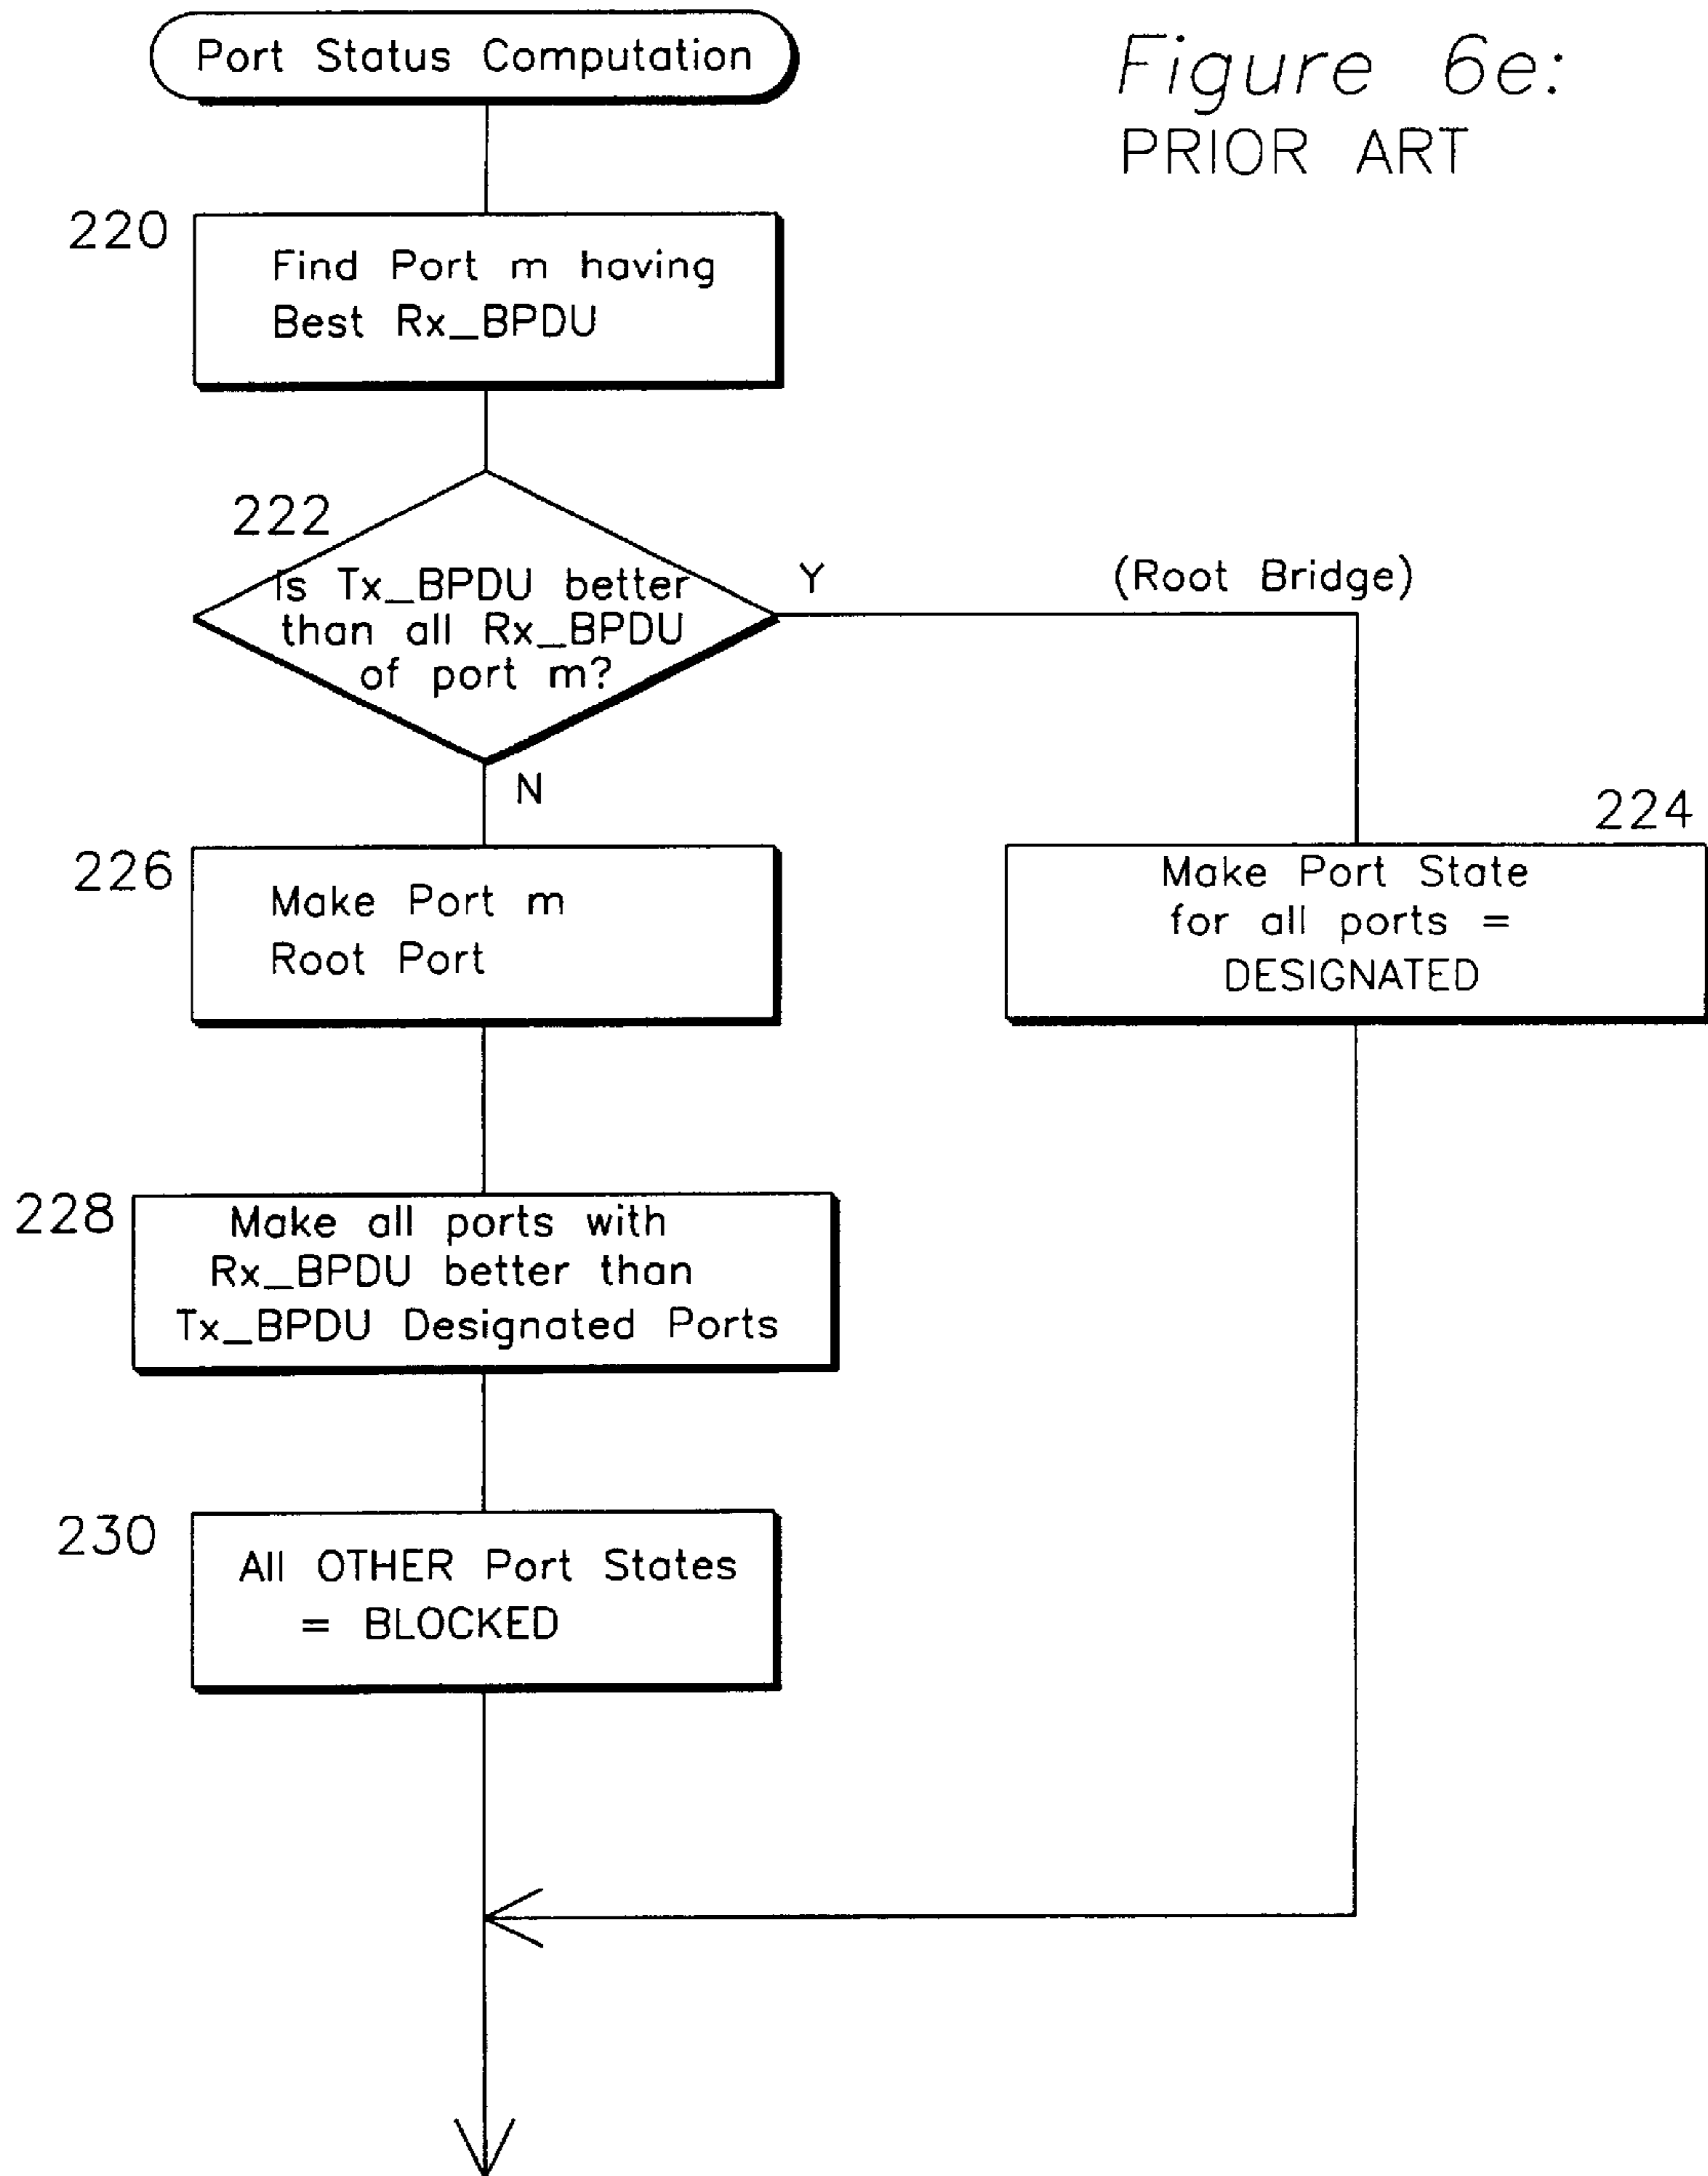 Port Status Computation
Figure 6e:
PRIOR ART
220
Find Port m having
Best Rx_BPDU
222
Is Tx_BPDU better
than all Rx_BPDU
of port m?
Y
(Root Bridge)
N
224
Make Port State
for all ports =
DESIGNATED
226
Make Port m
Root Port
228
Make all ports with
Rx_BPDU better than
Tx_BPDU Designated Ports
230
All OTHER Port States
= BLOCKED